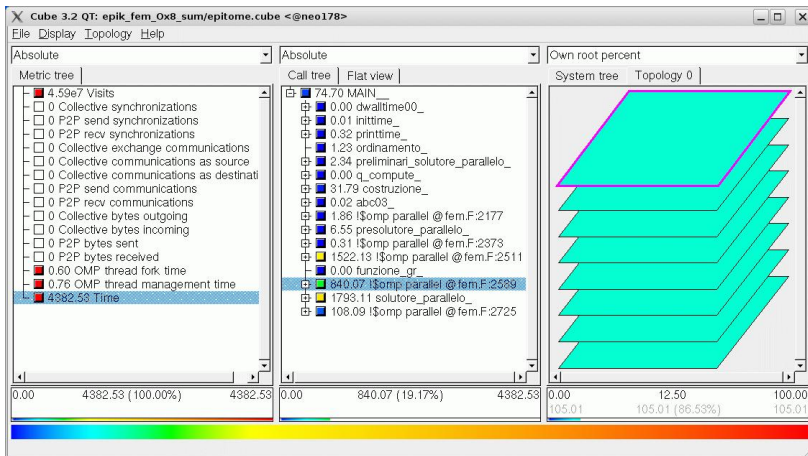 Cube 3.2 QT: epik_fem_0x8_sum/epitome.cube <@neo178>
File Display Topology Help
Absolute
Metric tree
4.59e7 Visits
0 Collective synchronizations
0 P2P send synchronizations
0 P2P recv synchronizations
0 Collective exchange communications
0 Collective communications as source
0 Collective communications as destinati
0 P2P send communications
0 P2P recv communications
0 Collective bytes outgoing
0 Collective bytes incoming
0 P2P bytes sent
0 P2P bytes received
0.60 OMP thread fork time
0.76 OMP thread management time
4382.53 Time
0.00 4382.53 (100.00%) 4382.53
Absolute
Call tree Flat view
74.70 MAIN__
0.00 dwalltime00_
0.01 inittime_
0.32 printtime_
1.23 ordinamento_
2.34 preliminari_solutore_parallelo_
0.00 q_compute_
31.79 costruzione_
0.02 abc03_
1.86 !$omp parallel @fem.F:2177
6.55 presolutore_parallelo_
0.31 !$omp parallel @fem.F:2373
1522.13 !$omp parallel @fem.F:2511
0.00 funzione_gr_
840.07 !$omp parallel @fem.F:2589
1793.11 solutore_parallelo_
108.09 !$omp parallel @fem.F:2725
0.00 840.07 (19.17%) 4382.53
Own root percent
System tree Topology 0
0.00 12.50 100.00
105.01 105.01 (86.53%) 105.01